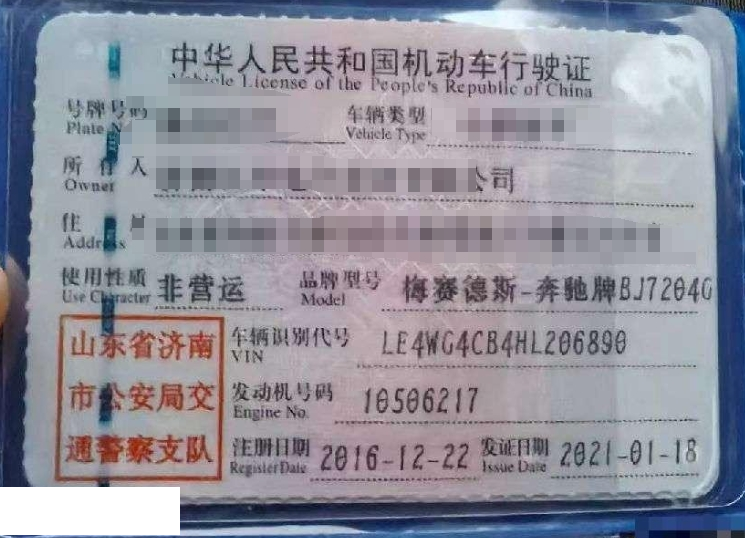 中华人民共和国机动车行驶证
Vehicle License of the People's Republic of China
号牌号码
Plate
车辆类型
Vehicle Type
所有人
Owner
公司
住
Address
使用性质
Use Character
非营运
品牌型号
Model
梅赛德斯-奔驰牌BJ7204G
山东省济南
市公安局交
通警察支队
车辆识别代号
VIN
LE4WG4CB4HL206890
发动机号码
Engine No.
10506217
注册日期
Register Date
2016-12-22
发证日期
Issue Date
2021-01-18